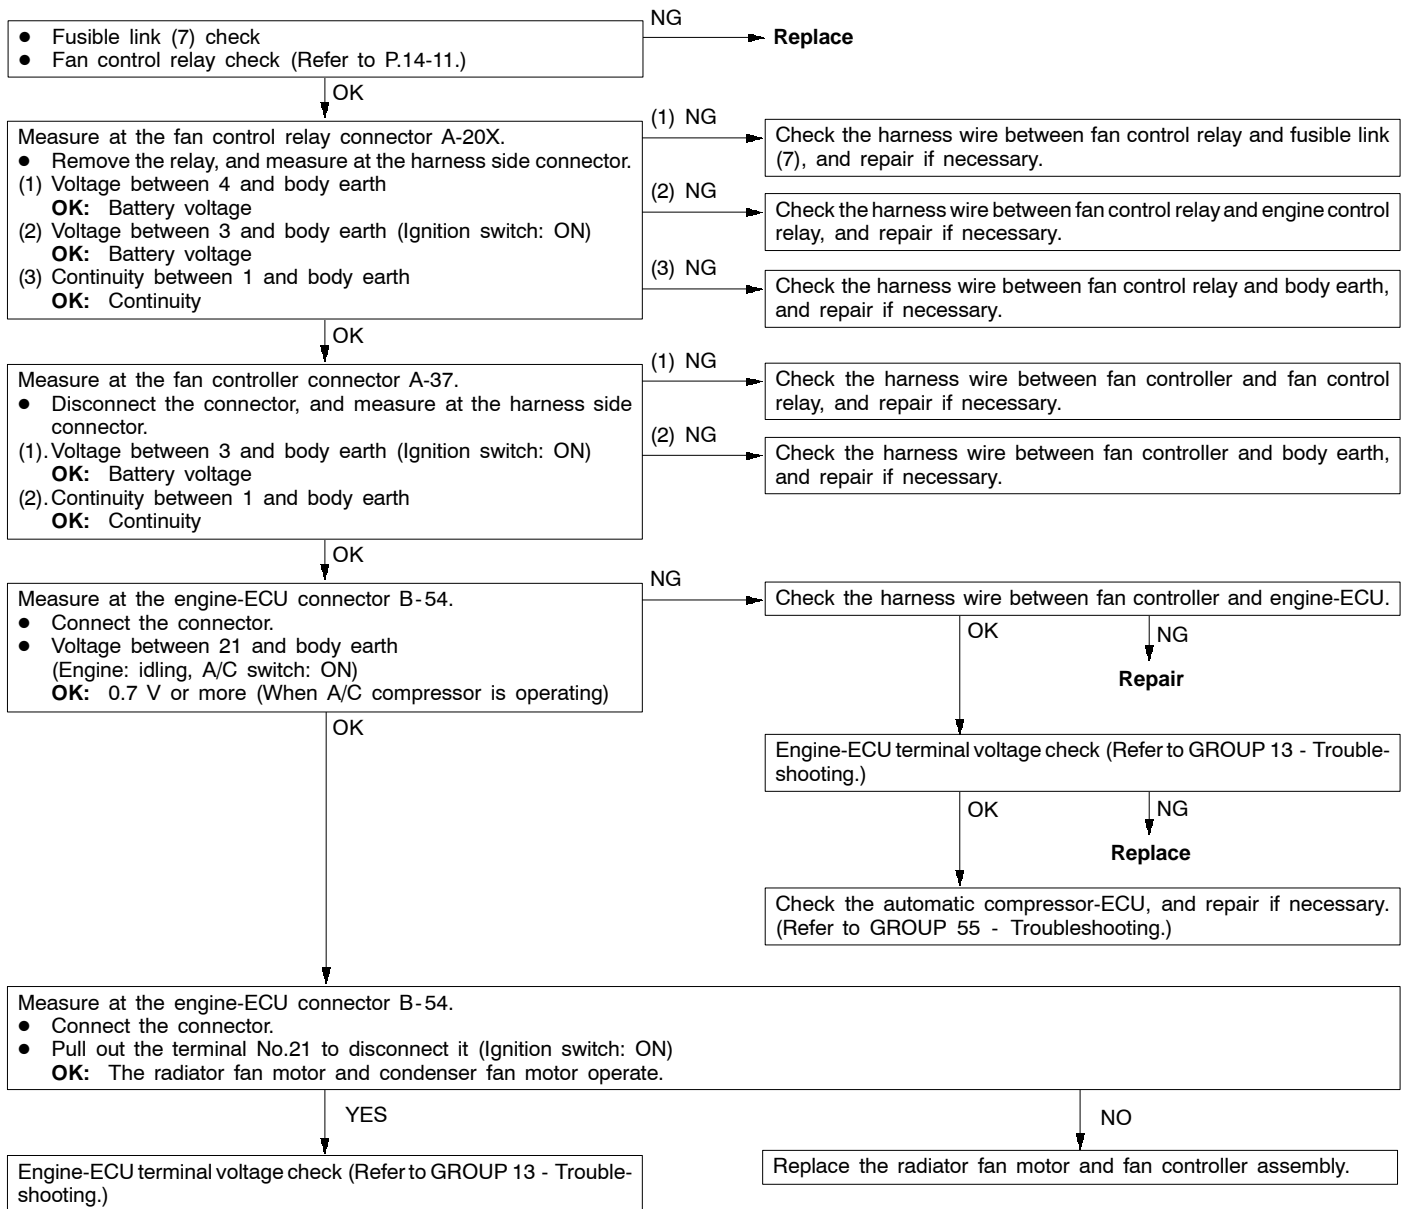 ● Fusible link (7) check
● Fan control relay check (Refer to P.14-11.)
NG
Replace
OK
Measure at the fan control relay connector A-20X.
● Remove the relay, and measure at the harness side connector.
(1) Voltage between 4 and body earth
OK: Battery voltage
(2) Voltage between 3 and body earth (Ignition switch: ON)
OK: Battery voltage
(3) Continuity between 1 and body earth
OK: Continuity
(1) NG
Check the harness wire between fan control relay and fusible link
(7), and repair if necessary.
(2) NG
Check the harness wire between fan control relay and engine control
relay, and repair if necessary.
(3) NG
Check the harness wire between fan control relay and body earth,
and repair if necessary.
OK
Measure at the fan controller connector A-37.
● Disconnect the connector, and measure at the harness side
connector.
(1). Voltage between 3 and body earth (Ignition switch: ON)
OK: Battery voltage
(2). Continuity between 1 and body earth
OK: Continuity
(1) NG
Check the harness wire between fan controller and fan control
relay, and repair if necessary.
(2) NG
Check the harness wire between fan controller and body earth,
and repair if necessary.
OK
Measure at the engine-ECU connector B-54.
● Connect the connector.
● Voltage between 21 and body earth
(Engine: idling, A/C switch: ON)
OK: 0.7 V or more (When A/C compressor is operating)
NG
Check the harness wire between fan controller and engine-ECU.
OK
NG
Repair
Engine-ECU terminal voltage check (Refer to GROUP 13 - Trouble-
shooting.)
OK
NG
Replace
Check the automatic compressor-ECU, and repair if necessary.
(Refer to GROUP 55 - Troubleshooting.)
OK
Measure at the engine-ECU connector B-54.
● Connect the connector.
● Pull out the terminal No.21 to disconnect it (Ignition switch: ON)
OK: The radiator fan motor and condenser fan motor operate.
YES
NO
Engine-ECU terminal voltage check (Refer to GROUP 13 - Trouble-
shooting.)
Replace the radiator fan motor and fan controller assembly.